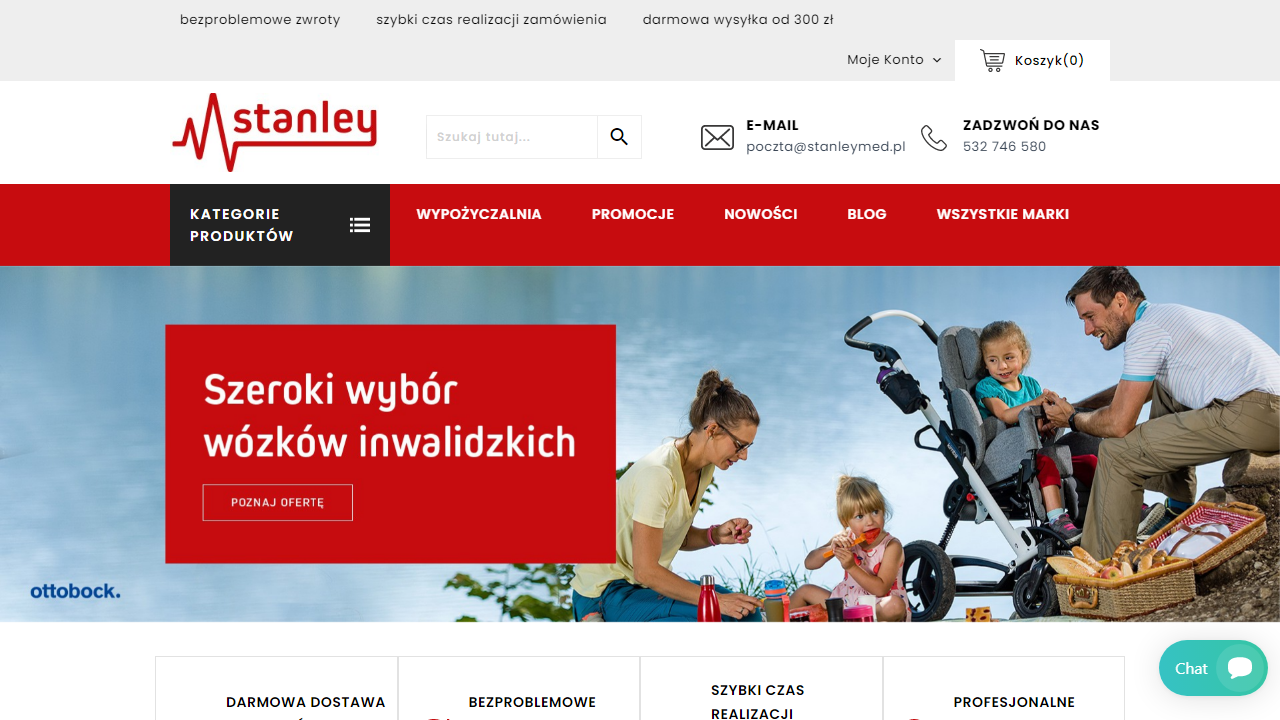 bezproblemowe zwroty
szybki czas realizacji zamówienia
darmowa wysyłka od 300 zł
Moje Konto
Koszyk(0)
stanley
Szukaj tutaj...
E-MAIL
poczta@stanleymed.pl
ZADZWOŃ DO NAS
532 746 580
KATEGORIE
PRODUKTÓW
WYPOŻYCZALNIA
PROMOCJE
NOWOŚCI
BLOG
WSZYSTKIE MARKI
Szeroki wybór
wózków inwalidzkich
POZNAJ OFERTĘ
ottobock.
DARMOWA DOSTAWA
BEZPROBLEMOWE
SZYBKI CZAS
REALIZACJI
PROFESJONALNE
Chat